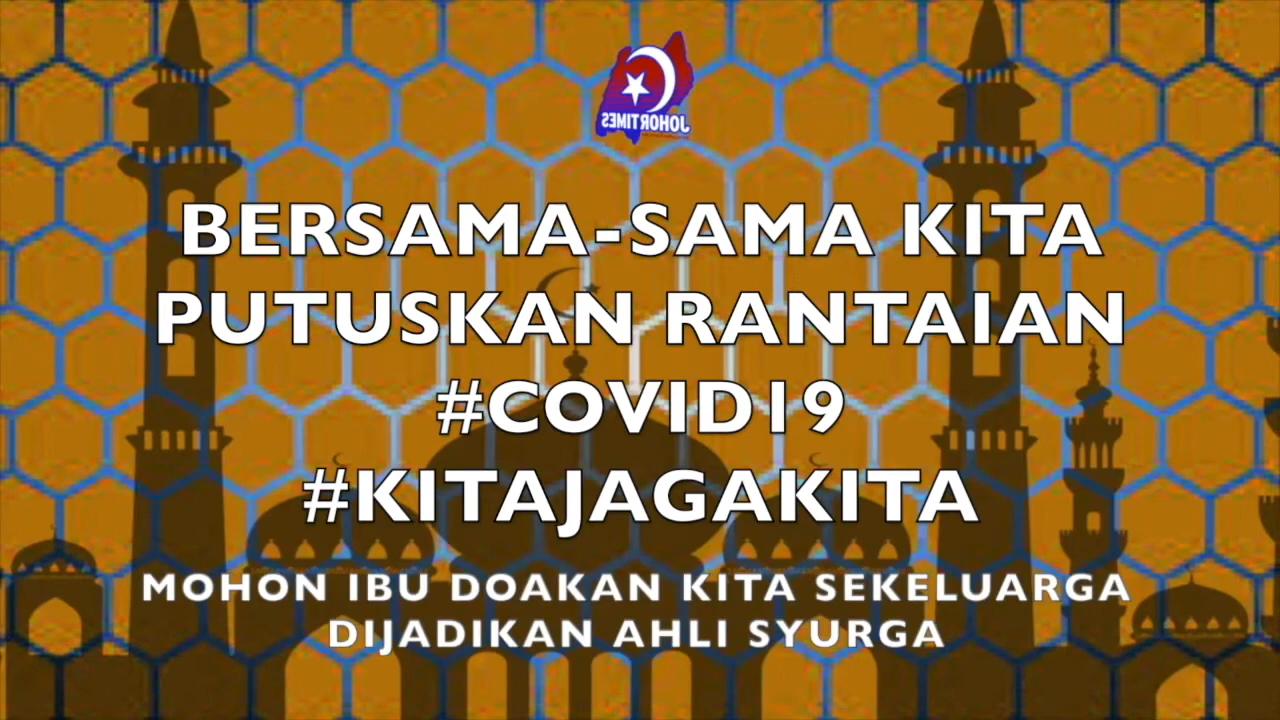 JOHORTIMES
BERSAMA-SAMA KITA
PUTUSKAN RANTAIAN
#COVID19
#KITAJAGAKITA
MOHON IBU DOAKAN KITA SEKELUARGA
DIJADIKAN AHLI SYURGA